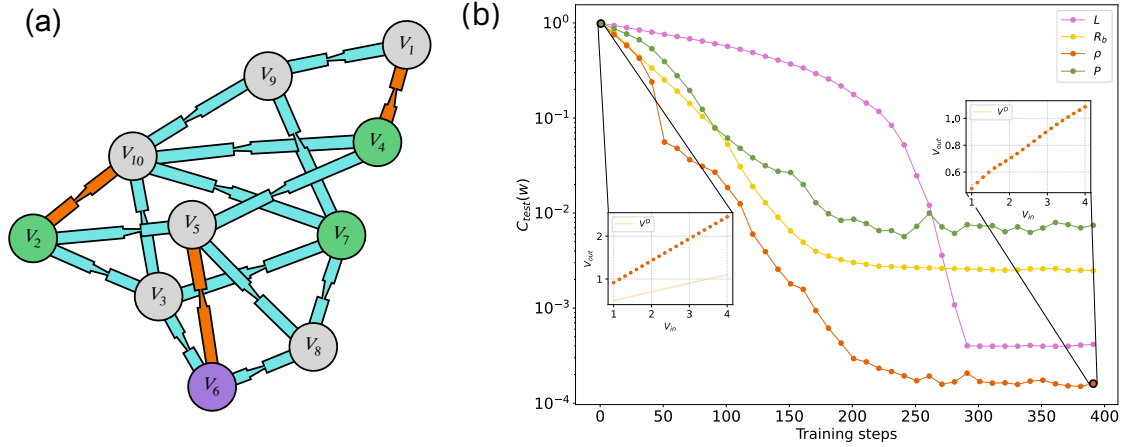 (a)
V1
V9
V4
V10
V5
V2
V7
V3
V8
V6
(b)
10^0
10^-1
10^-2
10^-3
10^-4
C_test(w)
0 50 100 150 200 250 300 350 400
Training steps
L
R_b
ρ
P
V^D
2
1
V_out
1 2 3 4
V_in
V^D
1.0
0.8
0.6
V_out
1 2 3 4
V_in